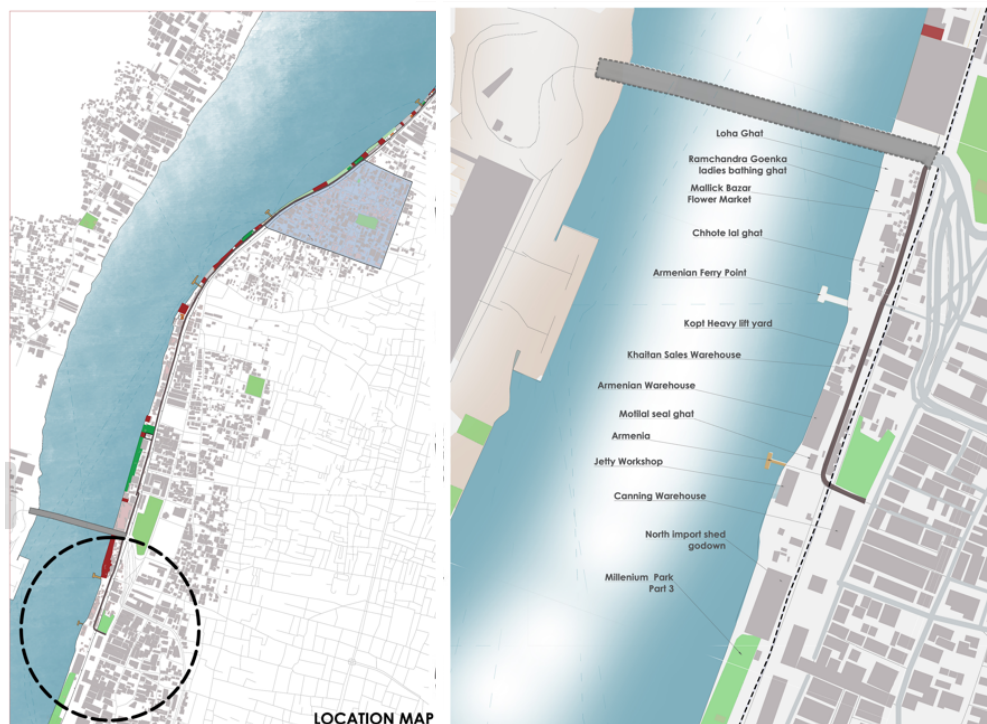 LOCATION MAP
Loha Ghat
Ramchandra Goenka
ladies bathing ghat
Mallick Bazar
Flower Market
Chhote lal ghat
Armenian Ferry Point
Kopt Heavy lift yard
Khaitan Sales Warehouse
Armenian Warehouse
Motilal seal ghat
Armenia
Jetty Workshop
Canning Warehouse
North import shed
godown
Millenium Park
Part 3